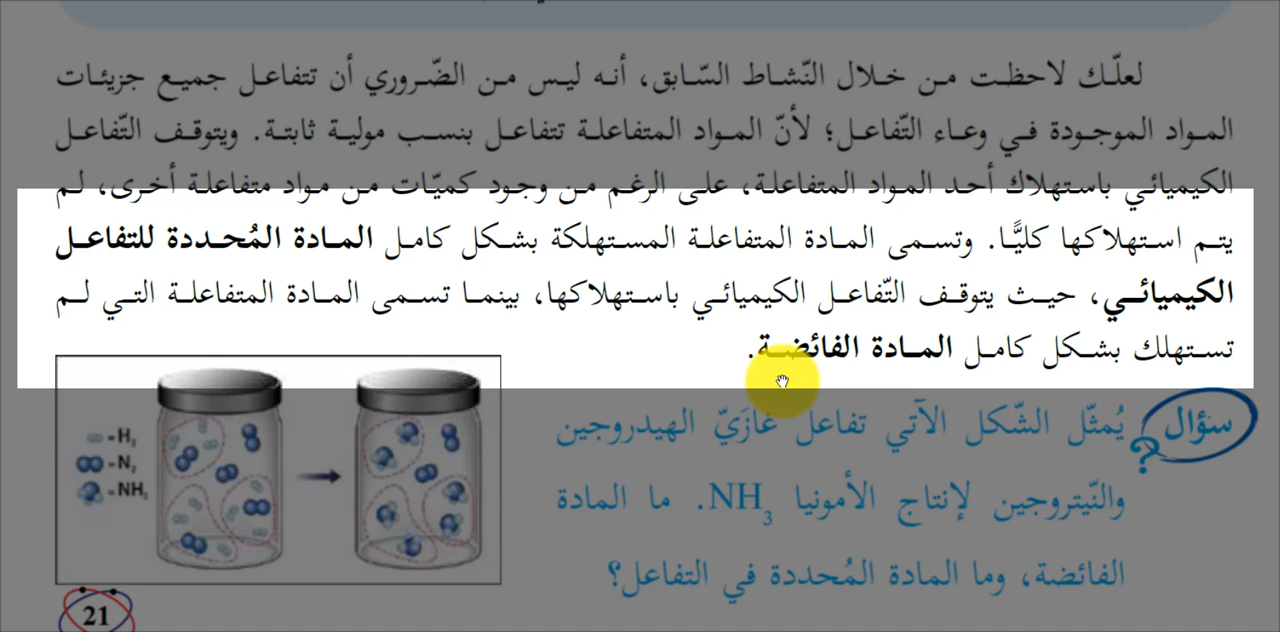 لعلّك لاحظت من خلال النّشاط السّابق، أنه ليس من الضّروري أن تتفاعل جميع جزيئات
المواد الموجودة في وعاء التّفاعل؛ لأنّ المواد المتفاعلة تتفاعل بنسب مولية ثابتة. ويتوقف التّفاعل
الكيميائي باستهلاك أحد المواد المتفاعلة، على الرغم من وجود كميّات من مواد متفاعلة أخرى، لم
يتم استهلاكها كليًّا. وتسمى المادة المتفاعلة المستهلكة بشكل كامل المادة المُحددة للتفاعل
الكيميائي، حيث يتوقف التّفاعل الكيميائي باستهلاكها، بينما تسمى المادة المتفاعلة التي لم
تستهلك بشكل كامل المادة الفائضة.
سؤال؟
يُمثّل الشّكل الآتي تفاعل غازَيّ الهيدروجين
والنّيتروجين لإنتاج الأمونيا NH₃. ما المادة
الفائضة، وما المادة المُحددة في التفاعل؟
=H₂
=N₂
=NH₃
21